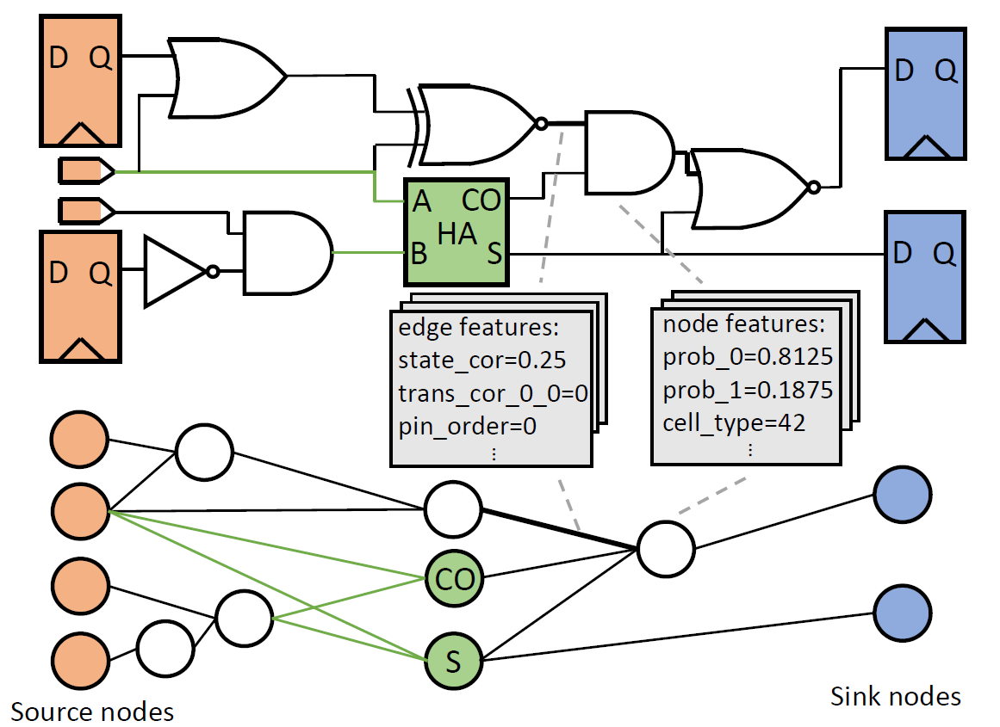 D Q
D Q
A CO
HA
B S
D Q
D Q
edge features:
state_cor=0.25
trans_cor_0_0=0
pin_order=0
⋮
node features:
prob_0=0.8125
prob_1=0.1875
cell_type=42
⋮
CO
S
Source nodes
Sink nodes